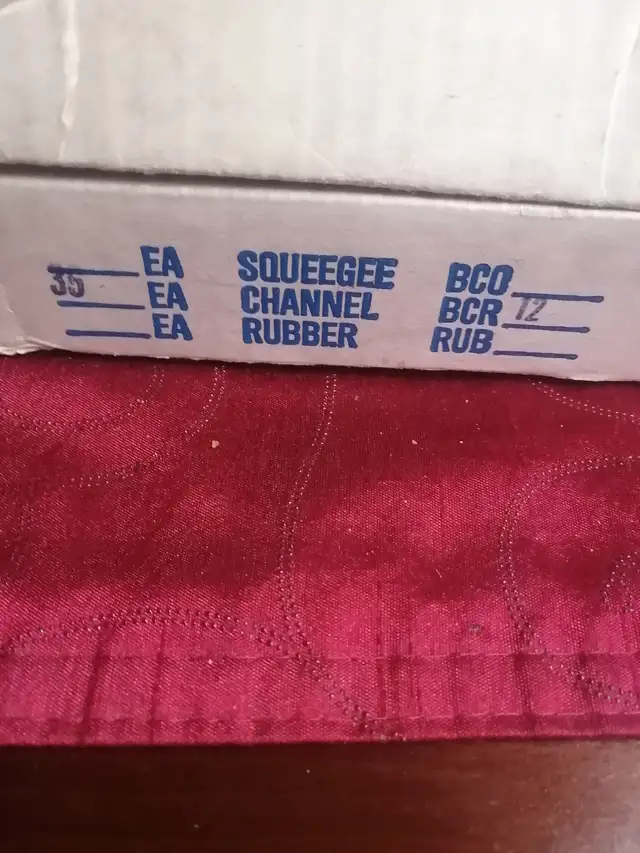 EA SQUEEGEE BCO
35 EA CHANNEL BCR 12
EA RUBBER RUB